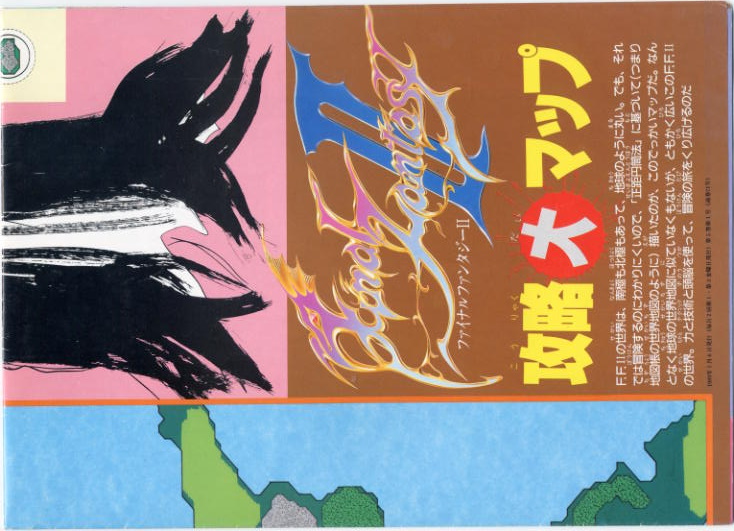 Final Fantasy II
ファイナルファンタジーII
こうりゃくだい
攻略大マップ
F.F.IIの世界は、南極も北極もあって、地球のように丸い。でも、それ
では冒険するのにわかりにくいので、「正距円筒法」に基づいて(つまり
地図帳の世界地図のように)描いたのが、このでっかいマップだ。なん
となく地球の世界地図に似ていなくもないが、ともかく広いこのF.F.II
の世界。力と技術と頭脳を使って、冒険の旅をくり広げるのだ